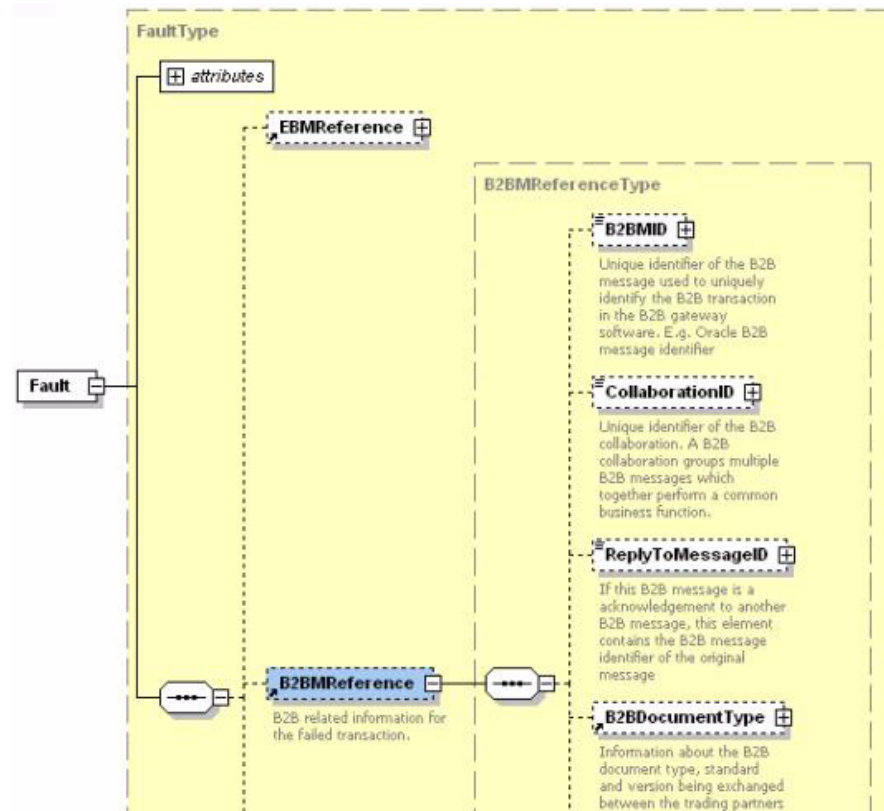 FaultType
attributes
EBMReference
B2BMReferenceType
B2BMID
Unique identifier of the B2B
message used to uniquely
identify the B2B transaction
in the B2B gateway
software. E.g. Oracle B2B
message identifier
Fault
CollaborationID
Unique identifier of the B2B
collaboration. A B2B
collaboration groups multiple
B2B messages which
together perform a common
business function.
ReplyToMessageID
If this B2B message is a
acknowledgement to another
B2B message, this element
contains the B2B message
identifier of the original
message
B2BMReference
B2B related information for
the failed transaction.
B2BDocumentType
Information about the B2B
document type, standard
and version being exchanged
between the trading partners